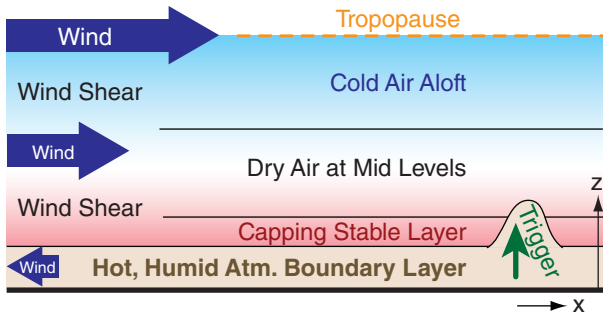 Tropopause
Wind
Cold Air Aloft
Wind Shear
Wind
Dry Air at Mid Levels
z
Wind Shear
Capping Stable Layer
Trigger
Wind
Hot, Humid Atm. Boundary Layer
x